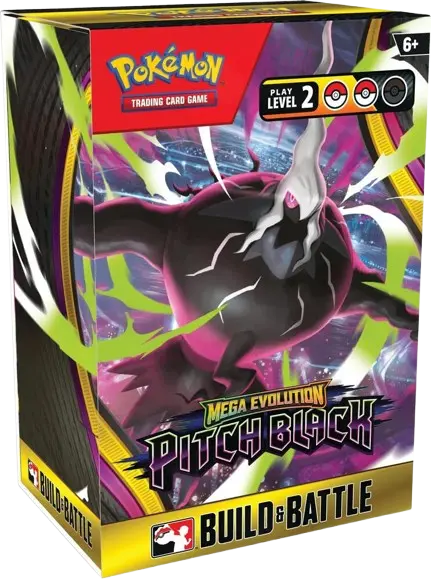 POKéMON
TRADING CARD GAME
PLAY
LEVEL 2
6+
MEGA EVOLUTION
PITCH BLACK
BUILD & BATTLE
BUILD & BATTLE